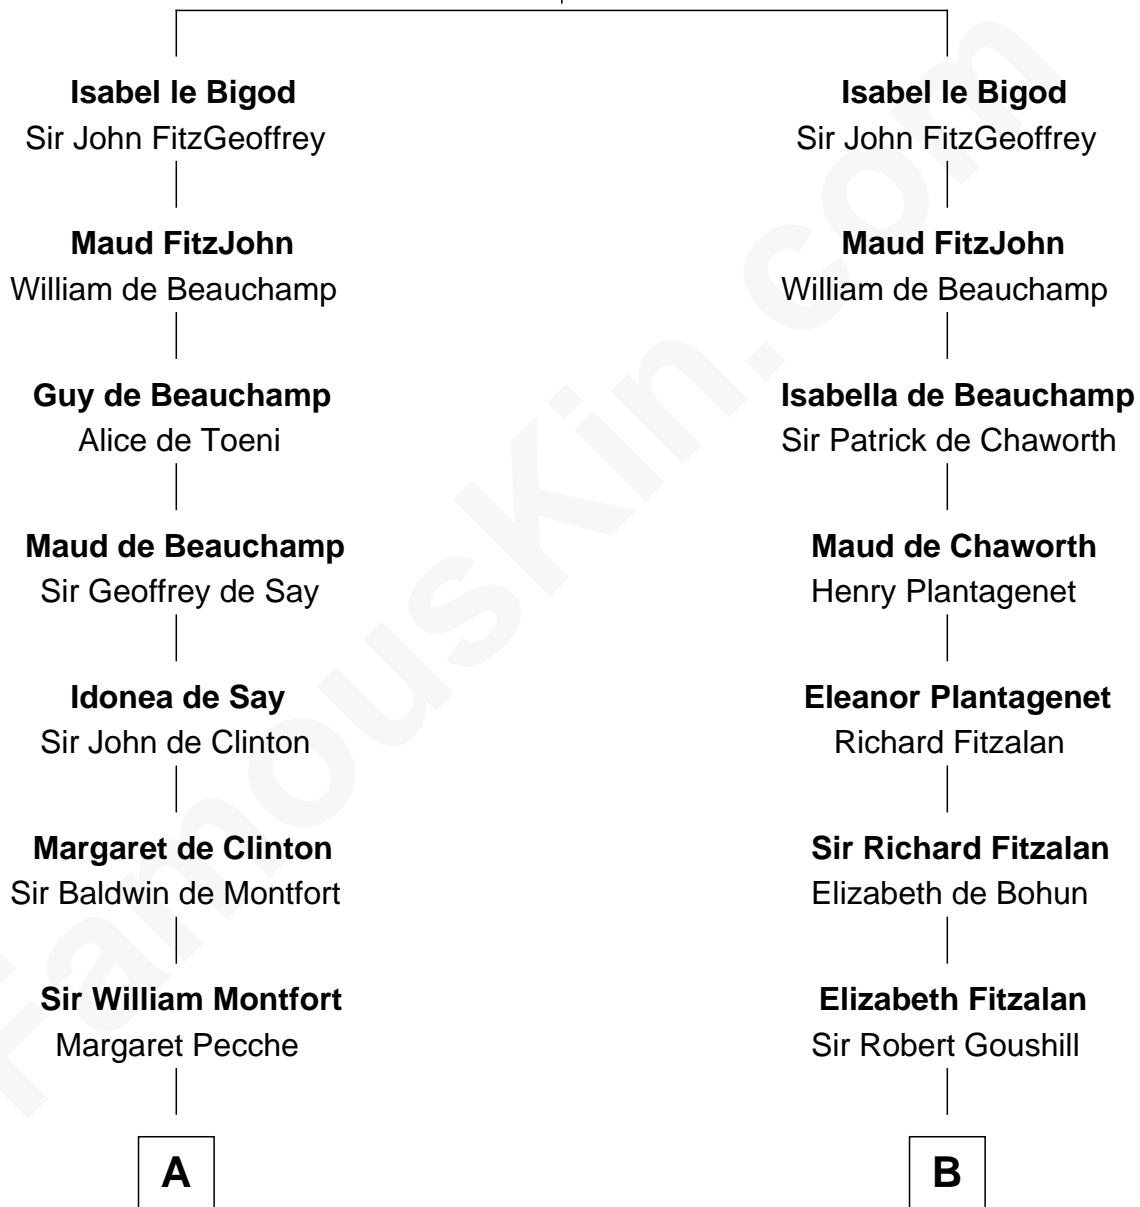 Isabel le Bigod
Sir John FitzGeoffrey
Maud FitzJohn
William de Beauchamp
Guy de Beauchamp
Alice de Toeni
Maud de Beauchamp
Sir Geoffrey de Say
Idonea de Say
Sir John de Clinton
Margaret de Clinton
Sir Baldwin de Montfort
Sir William Montfort
Margaret Pecche
A
Isabel le Bigod
Sir John FitzGeoffrey
Maud FitzJohn
William de Beauchamp
Isabella de Beauchamp
Sir Patrick de Chaworth
Maud de Chaworth
Henry Plantagenet
Eleanor Plantagenet
Richard Fitzalan
Sir Richard Fitzalan
Elizabeth de Bohun
Elizabeth Fitzalan
Sir Robert Goushill
B
FamousKin.com